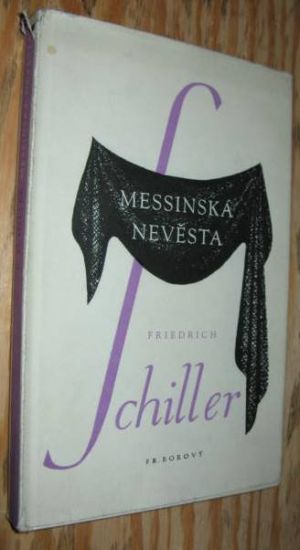 MESSINSKÁ
NEVĚSTA
FRIEDRICH
Schiller
FR. BOROVÝ